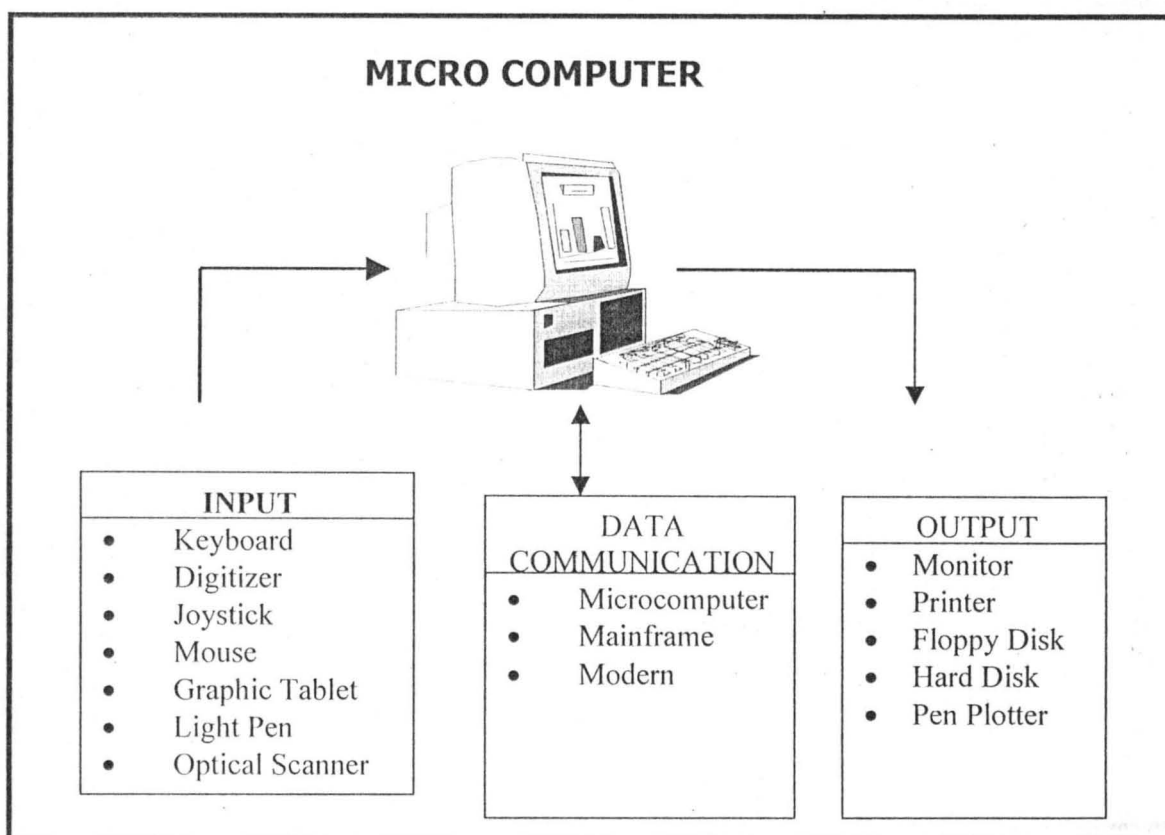 MICRO COMPUTER
INPUT
• Keyboard
• Digitizer
• Joystick
• Mouse
• Graphic Tablet
• Light Pen
• Optical Scanner
DATA
COMMUNICATION
• Microcomputer
• Mainframe
• Modern
OUTPUT
• Monitor
• Printer
• Floppy Disk
• Hard Disk
• Pen Plotter